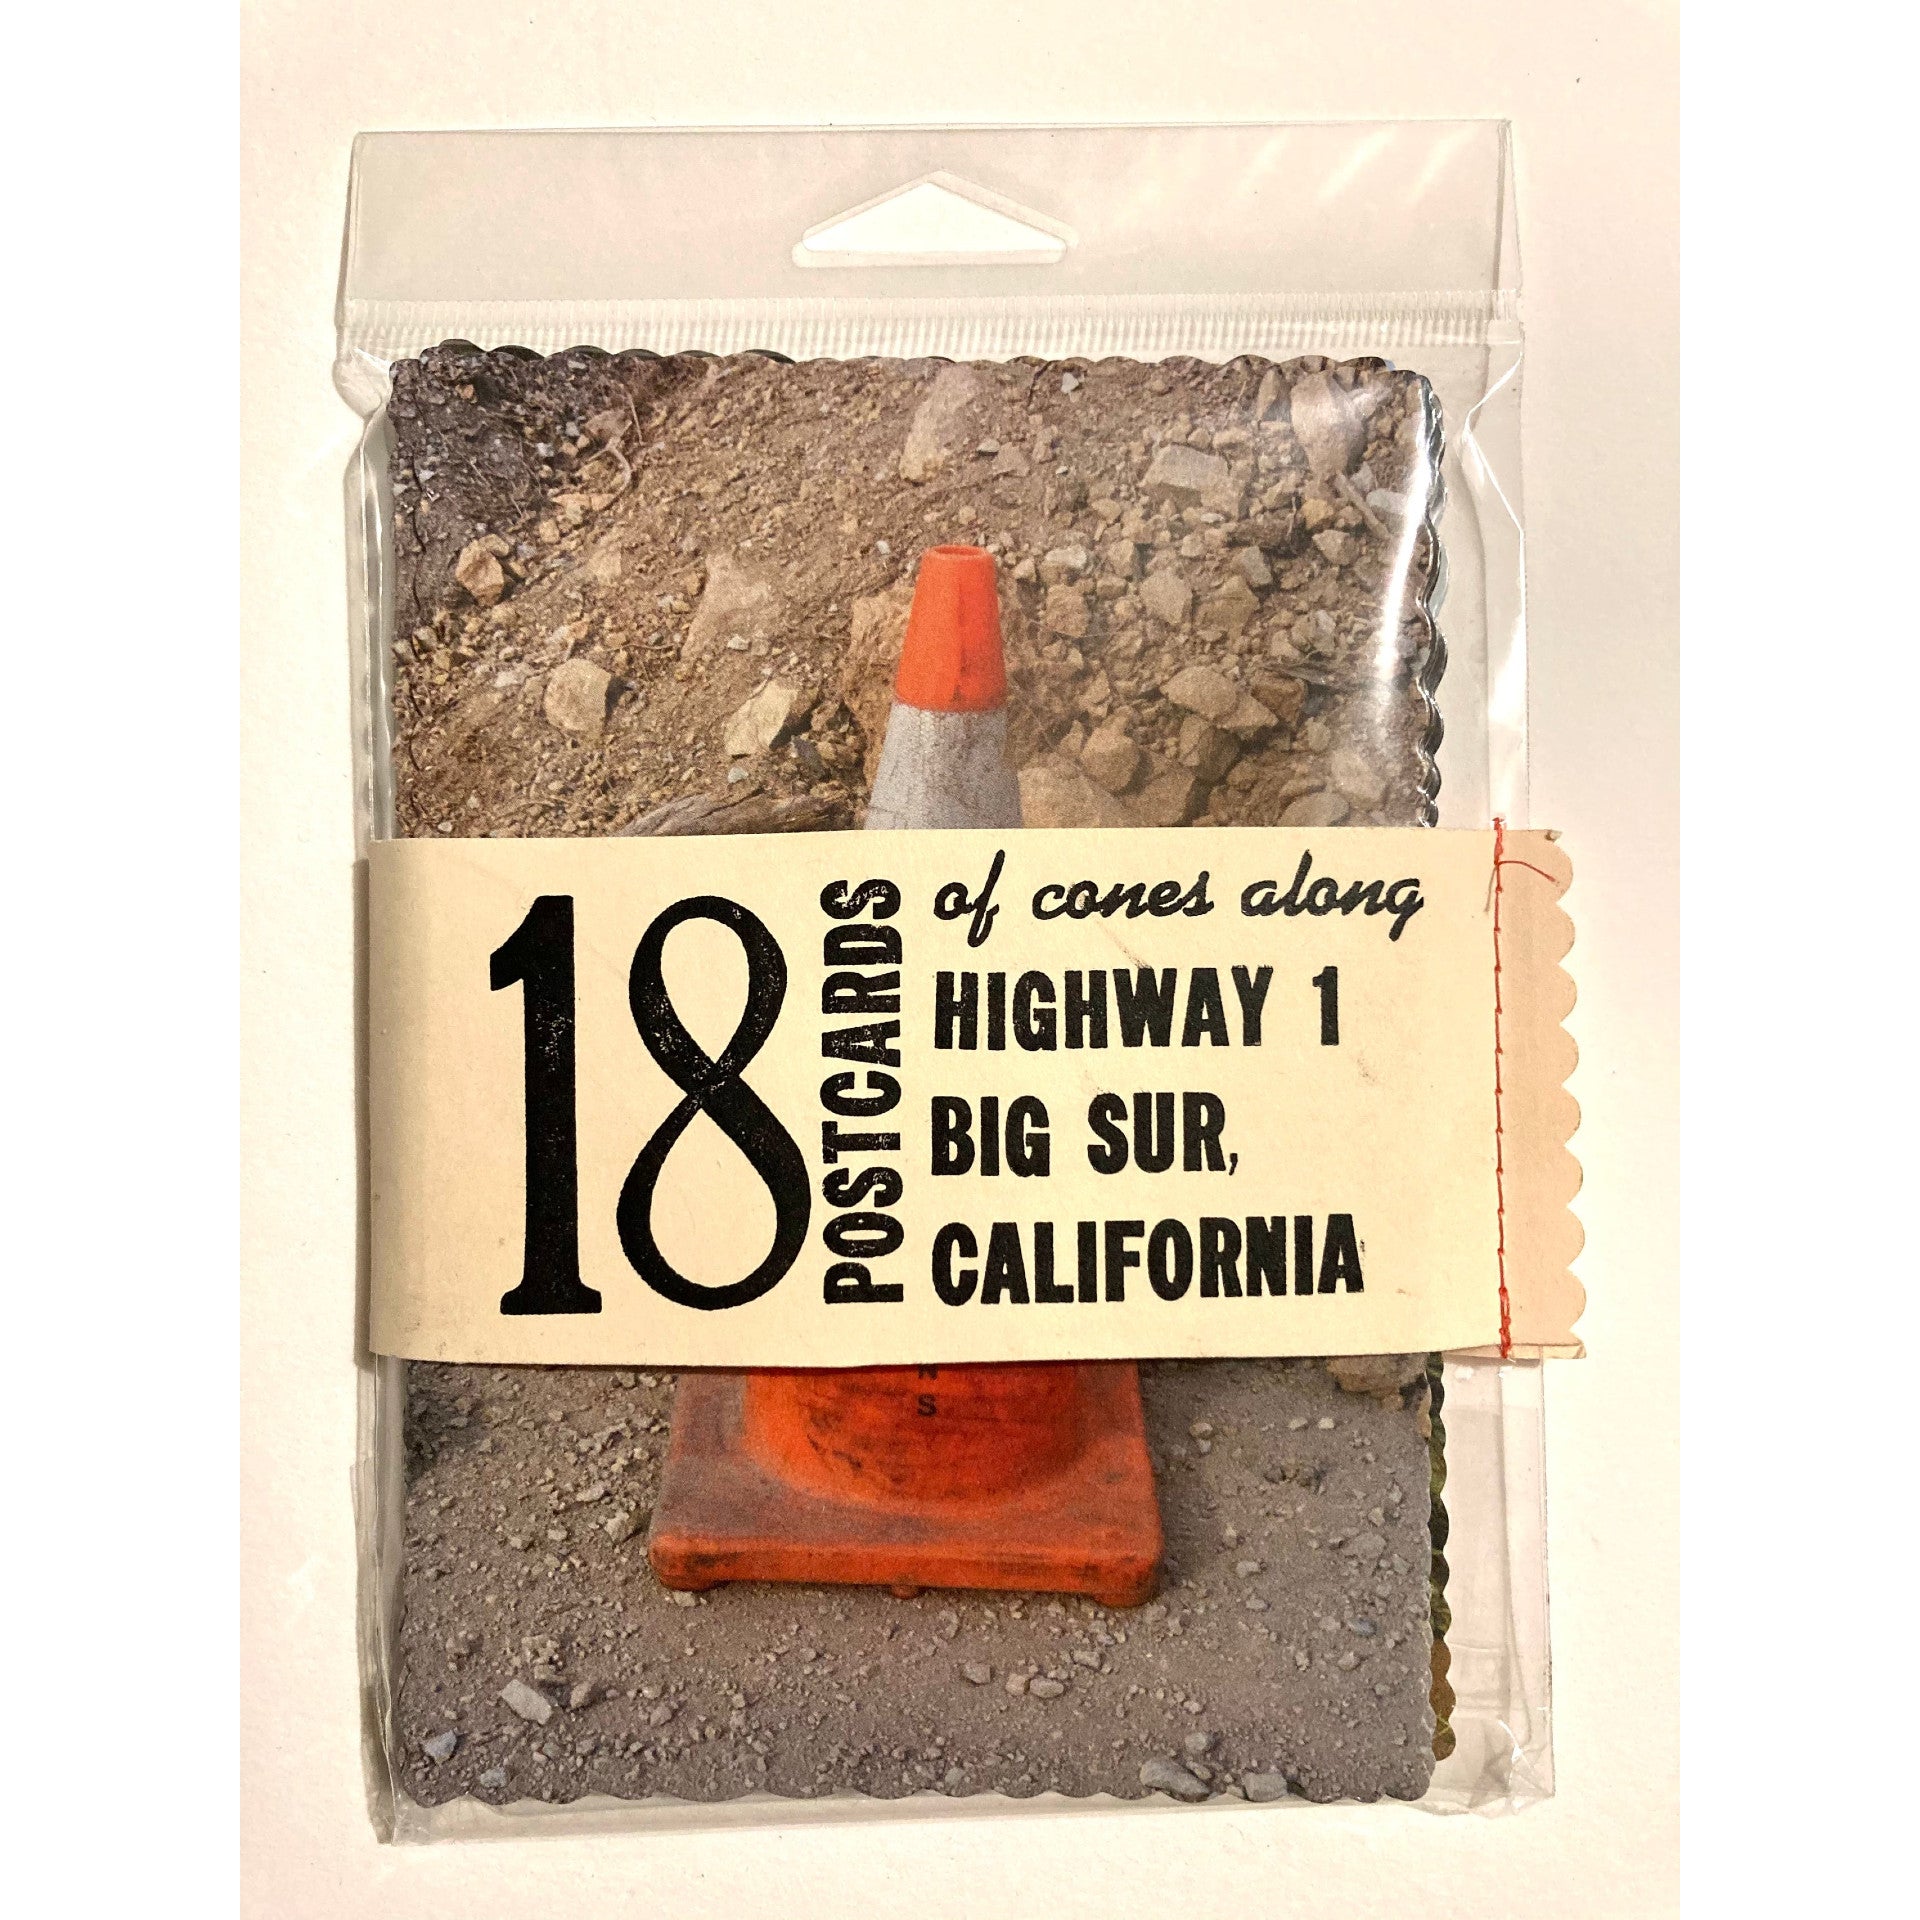 18
POSTCARDS
of cones along
HIGHWAY 1
BIG SUR,
CALIFORNIA
N
S